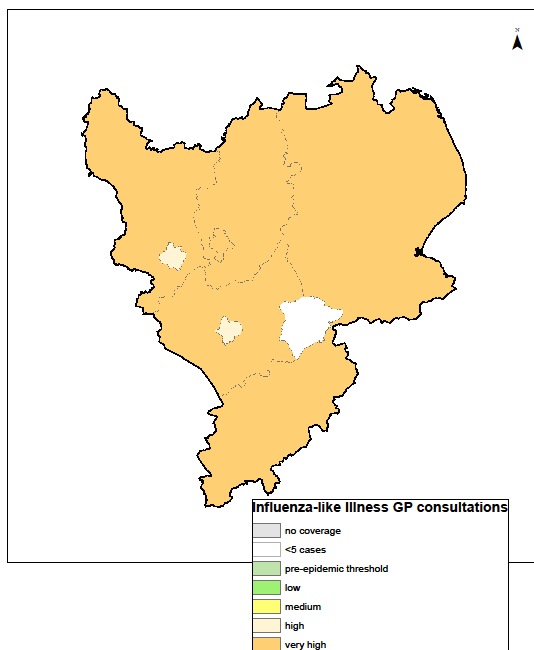 Influenza-like Illness GP consultations
no coverage
<5 cases
pre-epidemic threshold
low
medium
high
very high